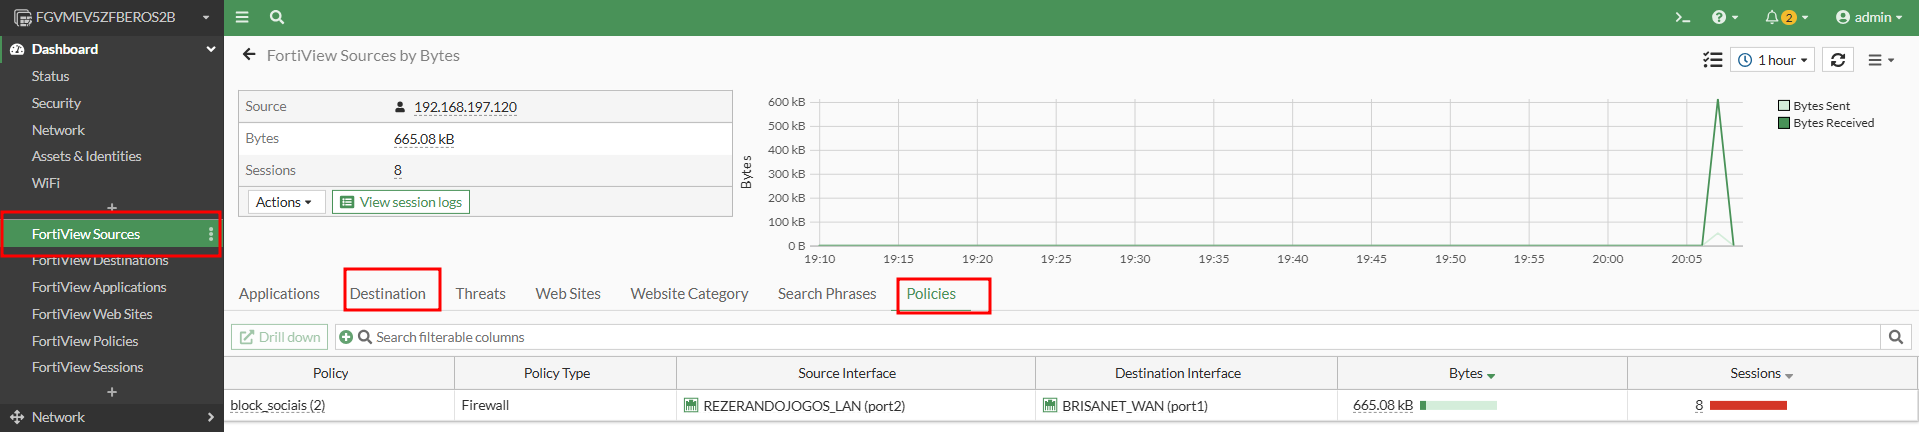 FGVMEV5ZFBEROS2B
2
admin
Dashboard
Status
Security
Network
Assets & Identities
WiFi
+
FortiView Sources
FortiView Destinations
FortiView Applications
FortiView Web Sites
FortiView Policies
FortiView Sessions
+
Network
FortiView Sources by Bytes
1 hour
Source 192.168.197.120
Bytes 665.08 kB
Sessions 8
Actions View session logs
Bytes
600 kB
500 kB
400 kB
300 kB
200 kB
100 kB
0 B
19:10 19:15 19:20 19:25 19:30 19:35 19:40 19:45 19:50 19:55 20:00 20:05
Bytes Sent
Bytes Received
Applications Destination Threats Web Sites Website Category Search Phrases Policies
Drill down Search filterable columns
Policy Policy Type Source Interface Destination Interface Bytes Sessions
block_sociais (2) Firewall REZERANDOJOGOS_LAN (port2) BRISANET_WAN (port1) 665.08 kB 8